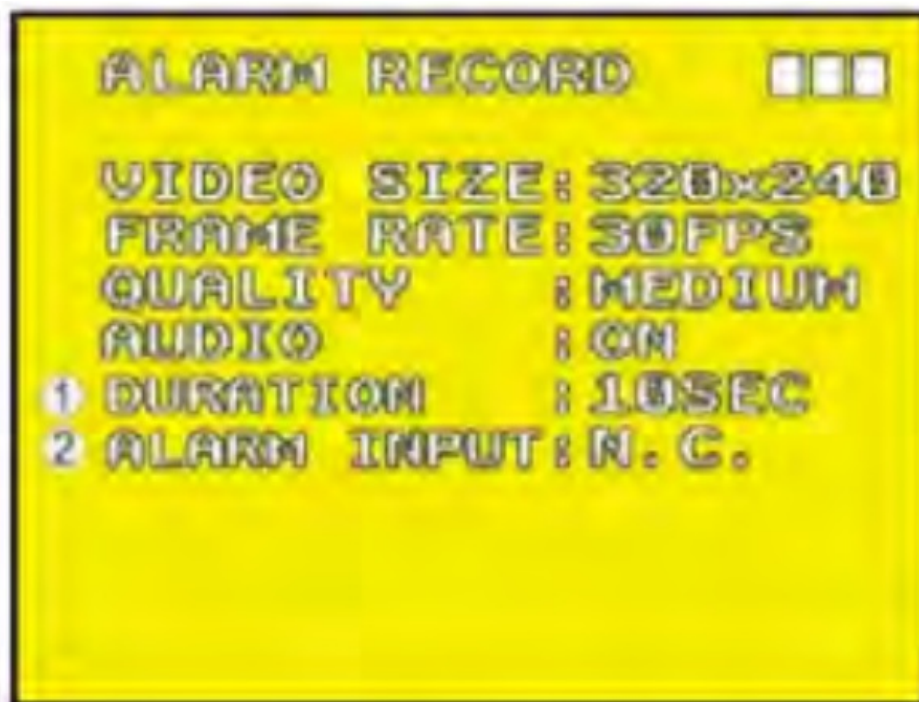 ALARM RECORD
VIDEO SIZE:320x240
FRAME RATE:30FPS
QUALITY :MEDIUM
AUDIO :ON
1 DURATION :10SEC
2 ALARM INPUT:N.C.